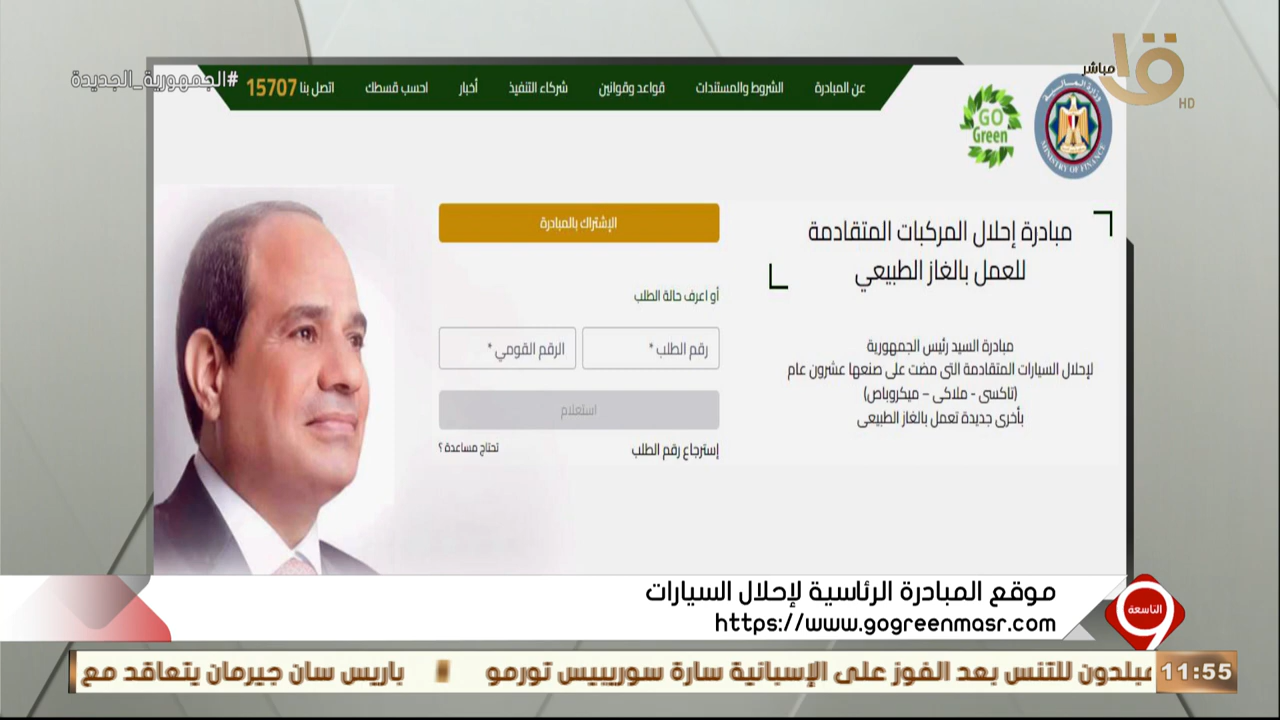 مباشر
HD
#الجمهورية_الجديدة
عن المبادرة
الشروط والمستندات
قواعد وقوانين
شركاء التنفيذ
أخبار
احسب قسطك
اتصل بنا 15707
GO
Green
وزارة المالية
MINISTRY OF FINANCE
مبادرة إحلال المركبات المتقادمة
للعمل بالغاز الطبيعي
مبادرة السيد رئيس الجمهورية
لإحلال السيارات المتقادمة التى مضت على صنعها عشرون عام
(تاكسى - ملاكى – ميكروباص)
بأخرى جديدة تعمل بالغاز الطبيعى
الإشتراك بالمبادرة
أو اعرف حالة الطلب
رقم الطلب *
الرقم القومي *
استعلام
إسترجاع رقم الطلب
تحتاج مساعدة ؟
موقع المبادرة الرئاسية لإحلال السيارات
https://www.gogreenmasr.com
التاسعة
9
11:55
مبلدون للتنس بعد الفوز على الإسبانية سارة سوريبيس تورمو
باريس سان جيرمان يتعاقد مع